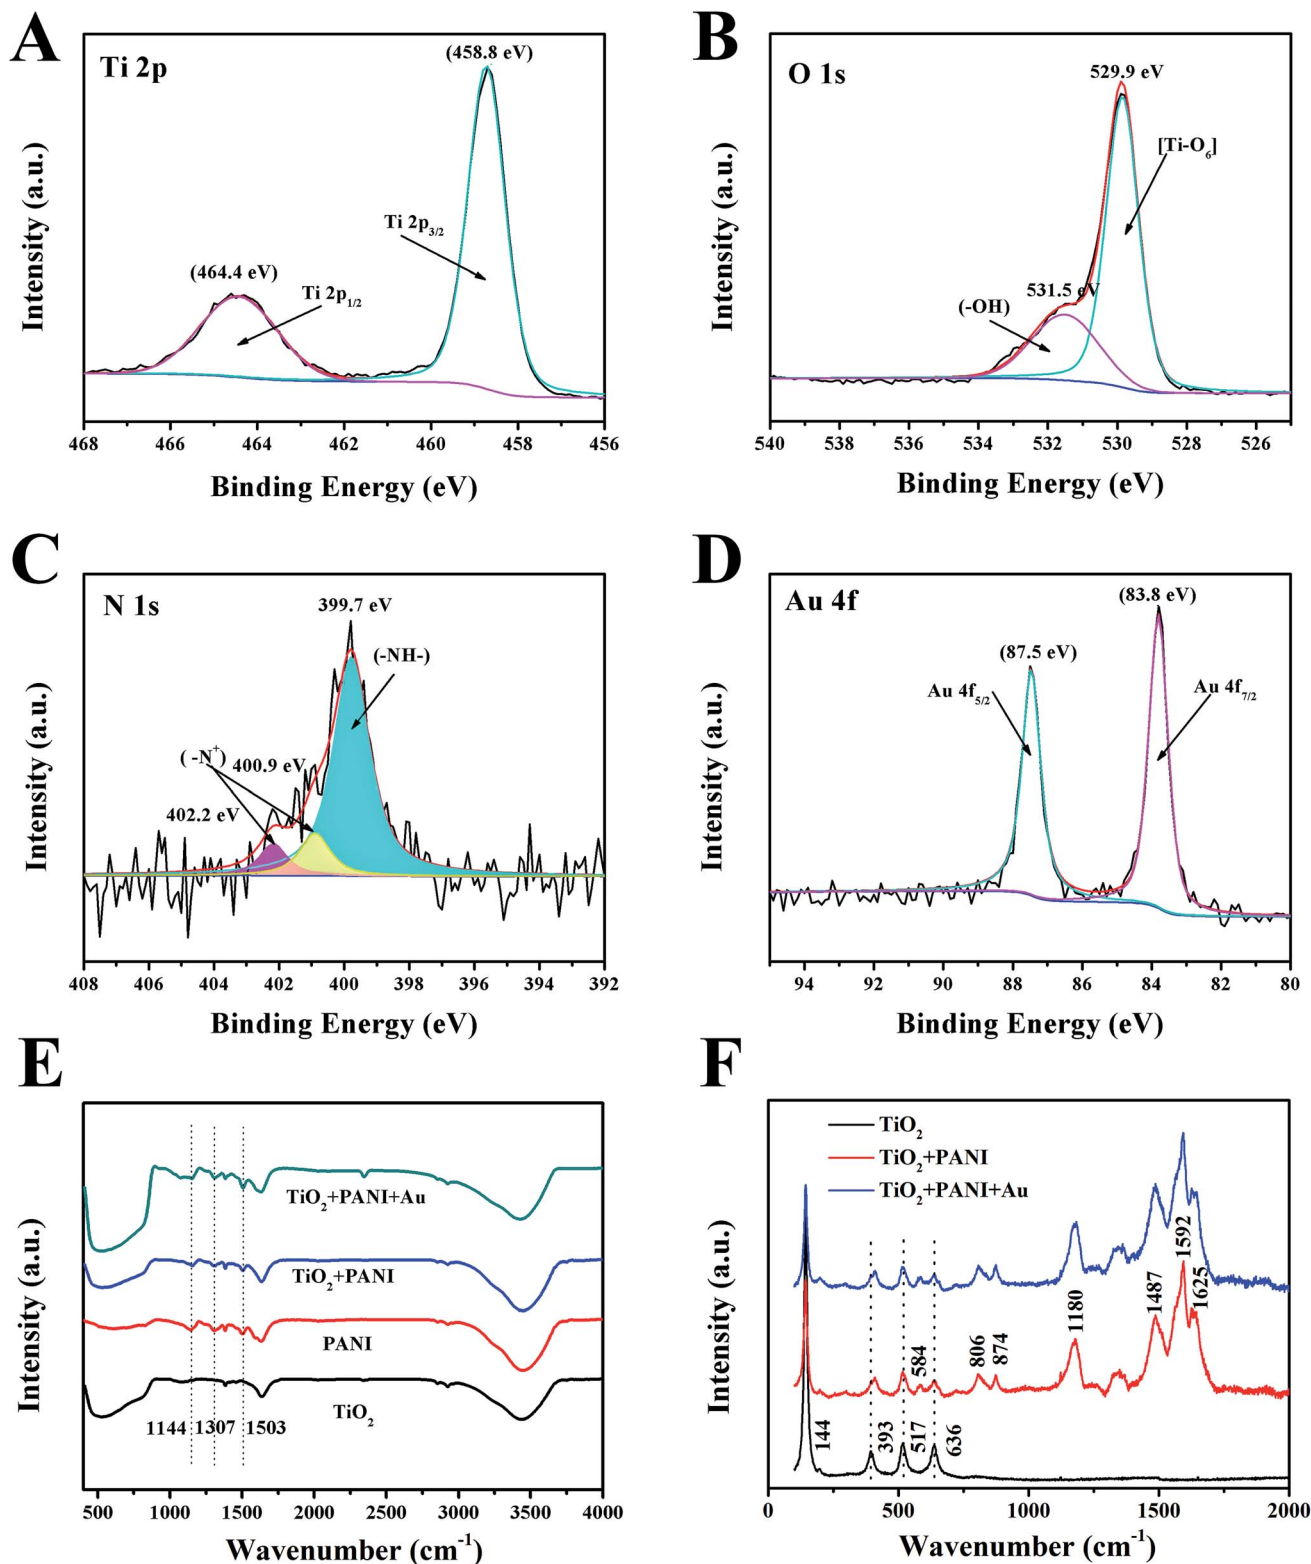 A
Ti 2p
(458.8 eV)
Ti 2p3/2
(464.4 eV)
Ti 2p1/2
Intensity (a.u.)
468 466 464 462 460 458 456
Binding Energy (eV)
B
O 1s
529.9 eV
[Ti-O6]
531.5 eV
(-OH)
Intensity (a.u.)
540 538 536 534 532 530 528 526
Binding Energy (eV)
C
N 1s
399.7 eV
(-NH-)
( -N+)
400.9 eV
402.2 eV
Intensity (a.u.)
408 406 404 402 400 398 396 394 392
Binding Energy (eV)
D
Au 4f
(83.8 eV)
(87.5 eV)
Au 4f5/2
Au 4f7/2
Intensity (a.u.)
94 92 90 88 86 84 82 80
Binding Energy (eV)
E
TiO2+PANI+Au
TiO2+PANI
PANI
TiO2
1144 1307 1503
Intensity (a.u.)
500 1000 1500 2000 2500 3000 3500 4000
Wavenumber (cm-1)
F
TiO2
TiO2+PANI
TiO2+PANI+Au
1592
1625
1487
1180
874
806
584
144
393
517
636
Intensity (a.u.)
0 500 1000 1500 2000
Wavenumber (cm-1)